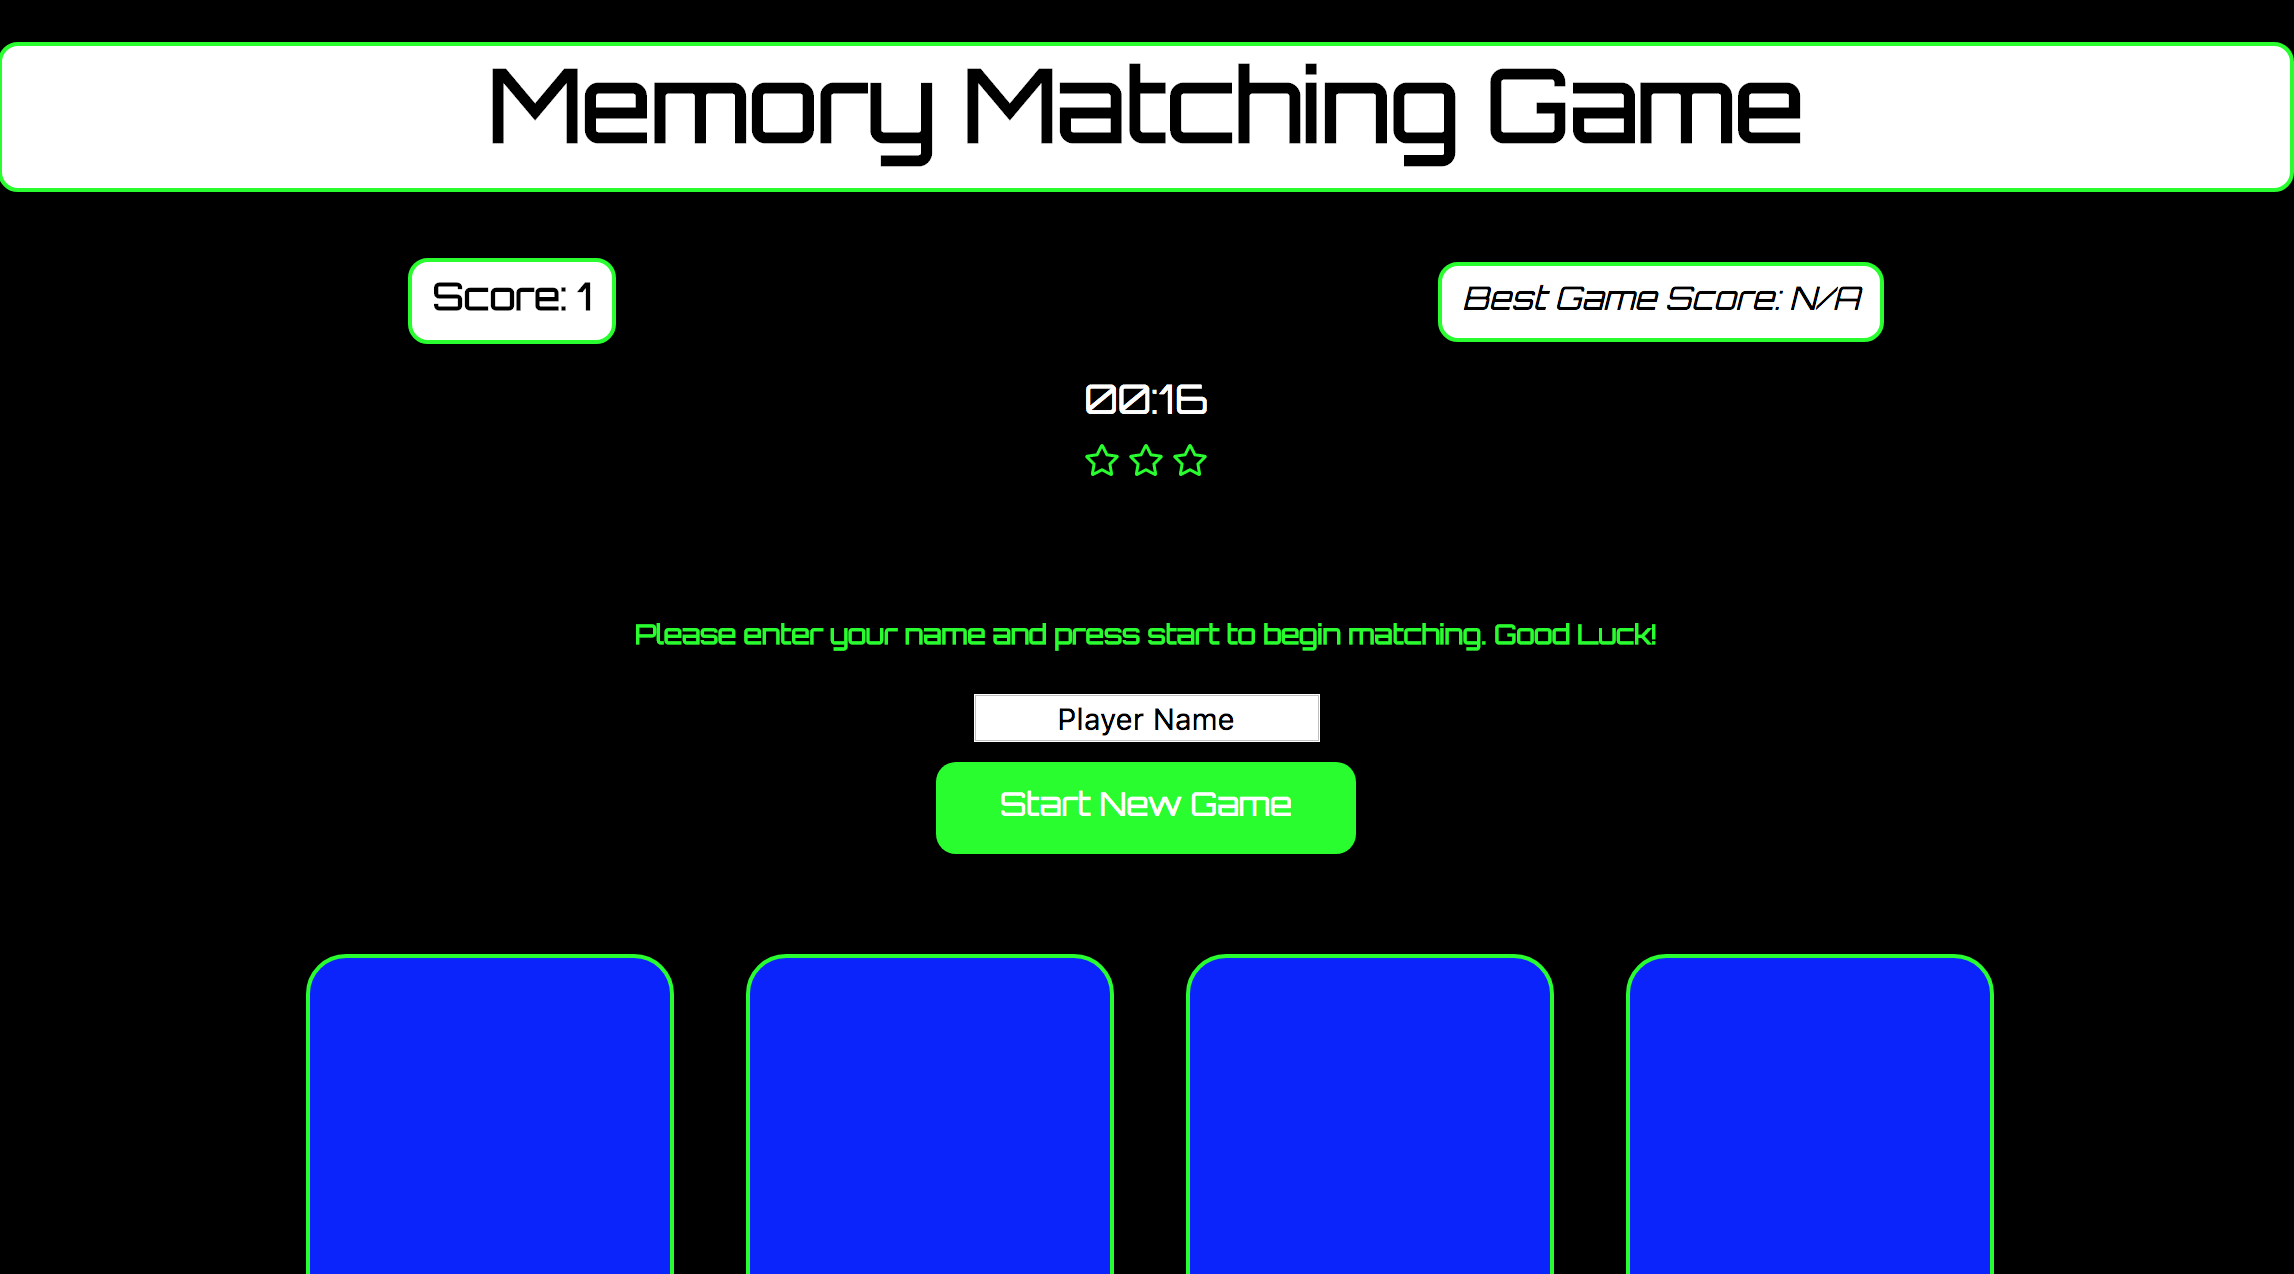 Memory Matching Game
Score: 1
Best Game Score: N/A
00:16
Please enter your name and press start to begin matching. Good Luck!
Player Name
Start New Game